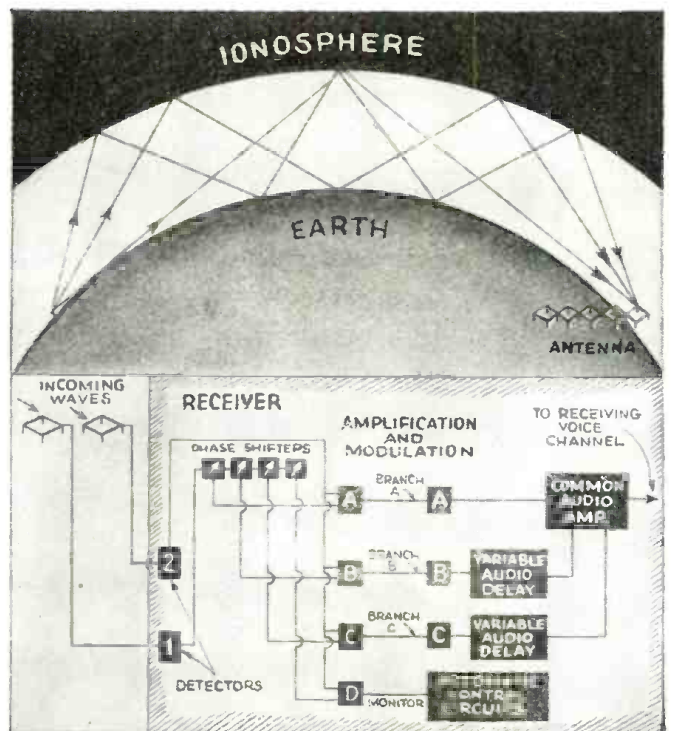 IONOSPHERE
EARTH
ANTENNA
INCOMING
WAVES
RECEIVER
PHASE SHIFTERS
AMPLIFICATION
AND
MODULATION
TO RECEIVING
VOICE
CHANNEL
BRANCH
A
A
A
COMMON
AUDIO
AMP.
2
BRANCH
B
B
B
VARIABLE
AUDIO
DELAY
1
BRANCH
C
C
C
VARIABLE
AUDIO
DELAY
DETECTORS
D
MONITOR